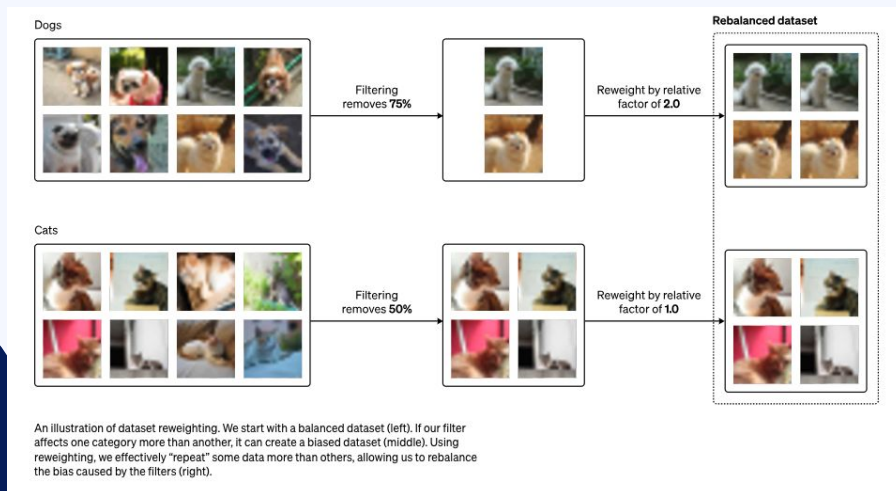 Dogs
Rebalanced dataset
Filtering
removes 75%
Reweight by relative
factor of 2.0
Cats
Filtering
removes 50%
Reweight by relative
factor of 1.0
An illustration of dataset reweighting. We start with a balanced dataset (left). If our filter
affects one category more than another, it can create a biased dataset (middle). Using
reweighting, we effectively “repeat” some data more than others, allowing us to rebalance
the bias caused by the filters (right).